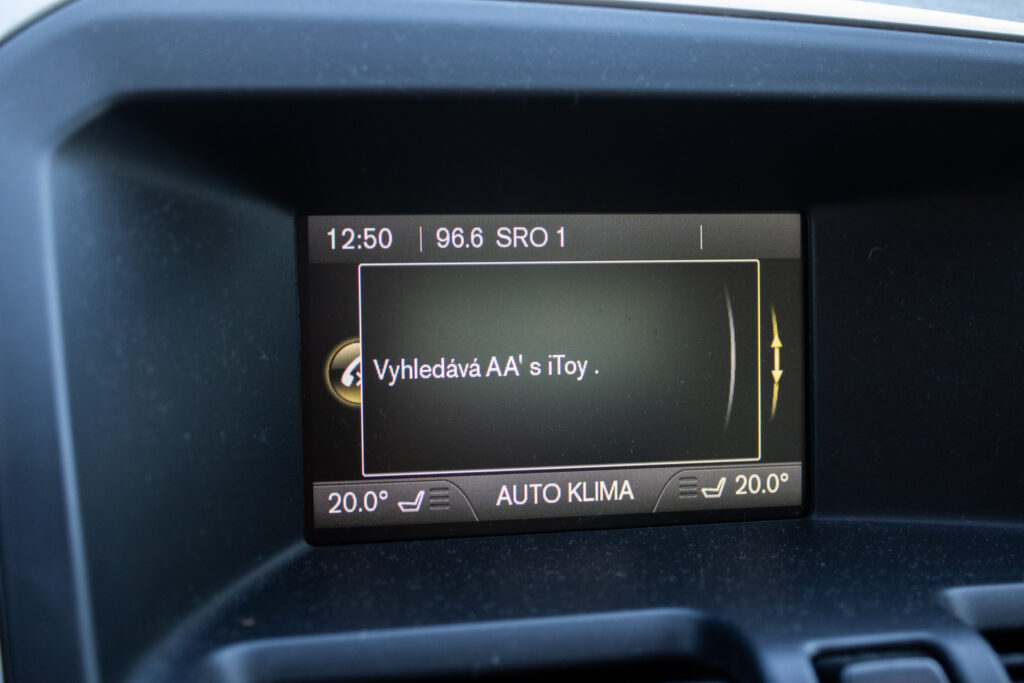 12:50 96.6 SRO 1
Vyhledává AA' s iToy .
20.0° AUTO KLIMA 20.0°